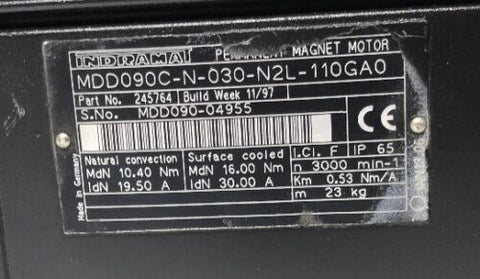 INDRAMAT PERMANENT MAGNET MOTOR
MDD090C-N-030-N2L-110GA0
Part No. 245764 Build Week 11/97
S.No. MDD090-04955
CE
Natural convection Surface cooled I.Cl. F IP 65
MdN 10.40 Nm MdN 16.00 Nm n 3000 min-1
IdN 19.50 A IdN 30.00 A Km 0.53 Nm/A
m 23 kg
Made in Germany